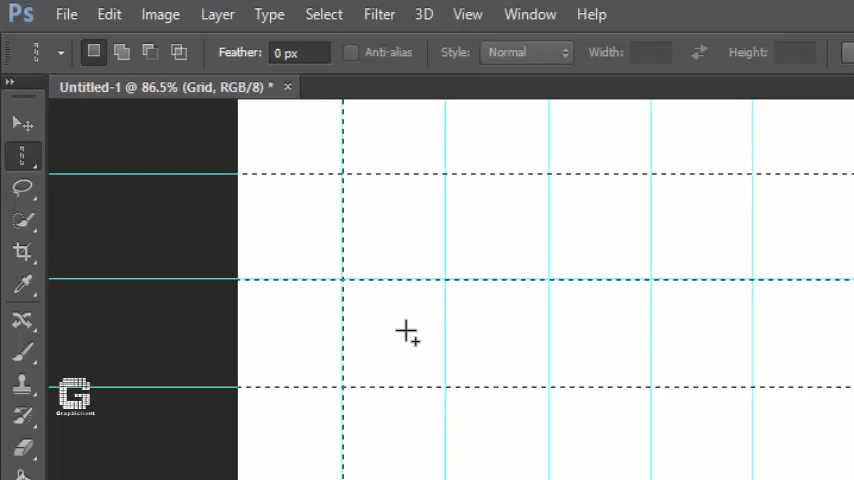 Ps File Edit Image Layer Type Select Filter 3D View Window Help
Feather: 0 px Anti-alias Style: Normal Width: Height:
Untitled-1 @ 86.5% (Grid, RGB/8) * ×
G